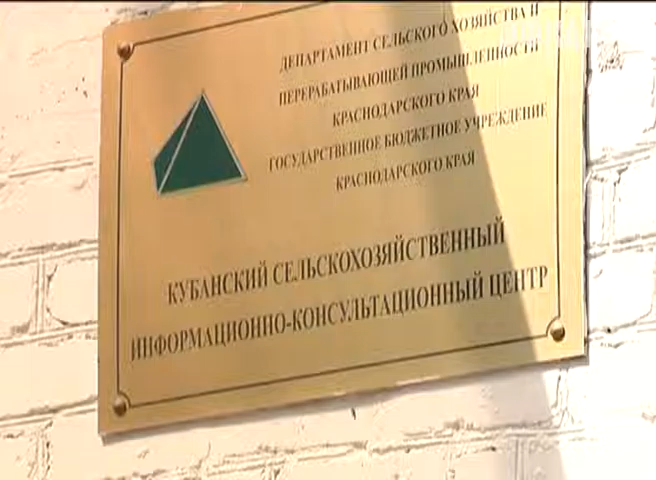 ДЕПАРТАМЕНТ СЕЛЬСКОГО ХОЗЯЙСТВА И
ПЕРЕРАБАТЫВАЮЩЕЙ ПРОМЫШЛЕННОСТИ
КРАСНОДАРСКОГО КРАЯ
ГОСУДАРСТВЕННОЕ БЮДЖЕТНОЕ УЧРЕЖДЕНИЕ
КРАСНОДАРСКОГО КРАЯ
КУБАНСКИЙ СЕЛЬСКОХОЗЯЙСТВЕННЫЙ
ИНФОРМАЦИОННО-КОНСУЛЬТАЦИОННЫЙ ЦЕНТР